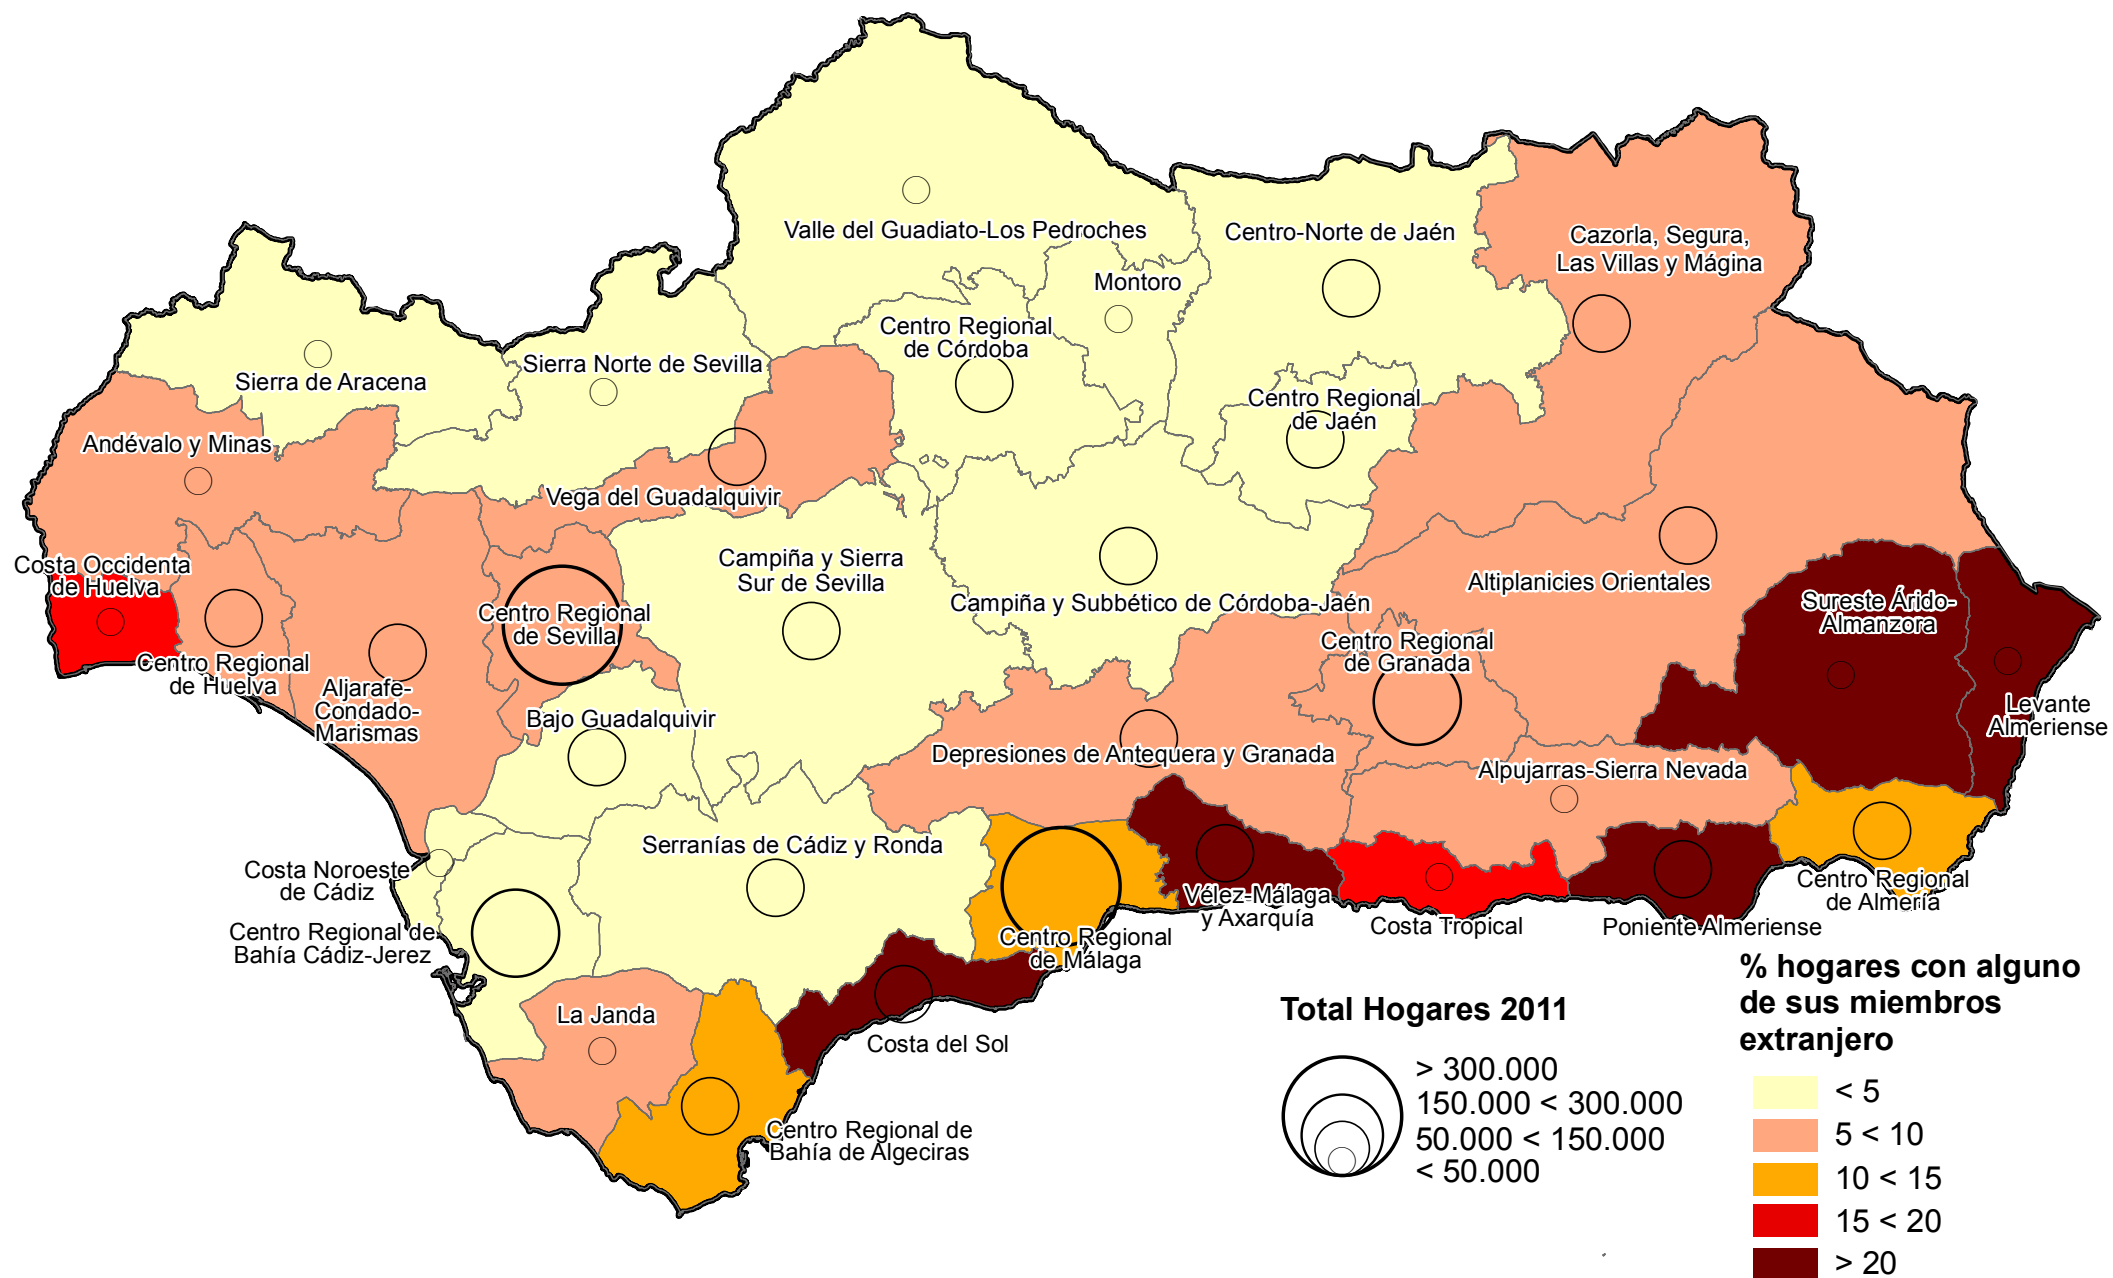 Valle del Guadiato-Los Pedroches
Centro-Norte de Jaén
Cazorla, Segura,
Las Villas y Mágina
Montoro
Centro Regional
de Córdoba
Sierra Norte de Sevilla
Sierra de Aracena
Centro Regional
de Jaén
Andévalo y Minas
Vega del Guadalquivir
Costa Occidenta
de Huelva
Campiña y Sierra
Sur de Sevilla
Altiplanicies Orientales
Campiña y Subbético de Córdoba-Jaén
Sureste Árido-
Almanzora
Centro Regional
de Sevilla
Centro Regional
de Granada
Centro Regional
de Huelva
Aljarafe-
Condado-
Marismas
Bajo Guadalquivir
Levante
Almeriense
Depresiones de Antequera y Granada
Alpujarras-Sierra Nevada
Serranías de Cádiz y Ronda
Costa Noroeste
de Cádiz
Vélez-Málaga
y Axarquía
Centro Regional
de Almería
Costa Tropical
Poniente Almeriense
Centro Regional de
Bahía Cádiz-Jerez
Centro Regional
de Málaga
La Janda
Costa del Sol
Centro Regional de
Bahía de Algeciras
Total Hogares 2011
> 300.000
150.000 < 300.000
50.000 < 150.000
< 50.000
% hogares con alguno
de sus miembros
extranjero
< 5
5 < 10
10 < 15
15 < 20
> 20